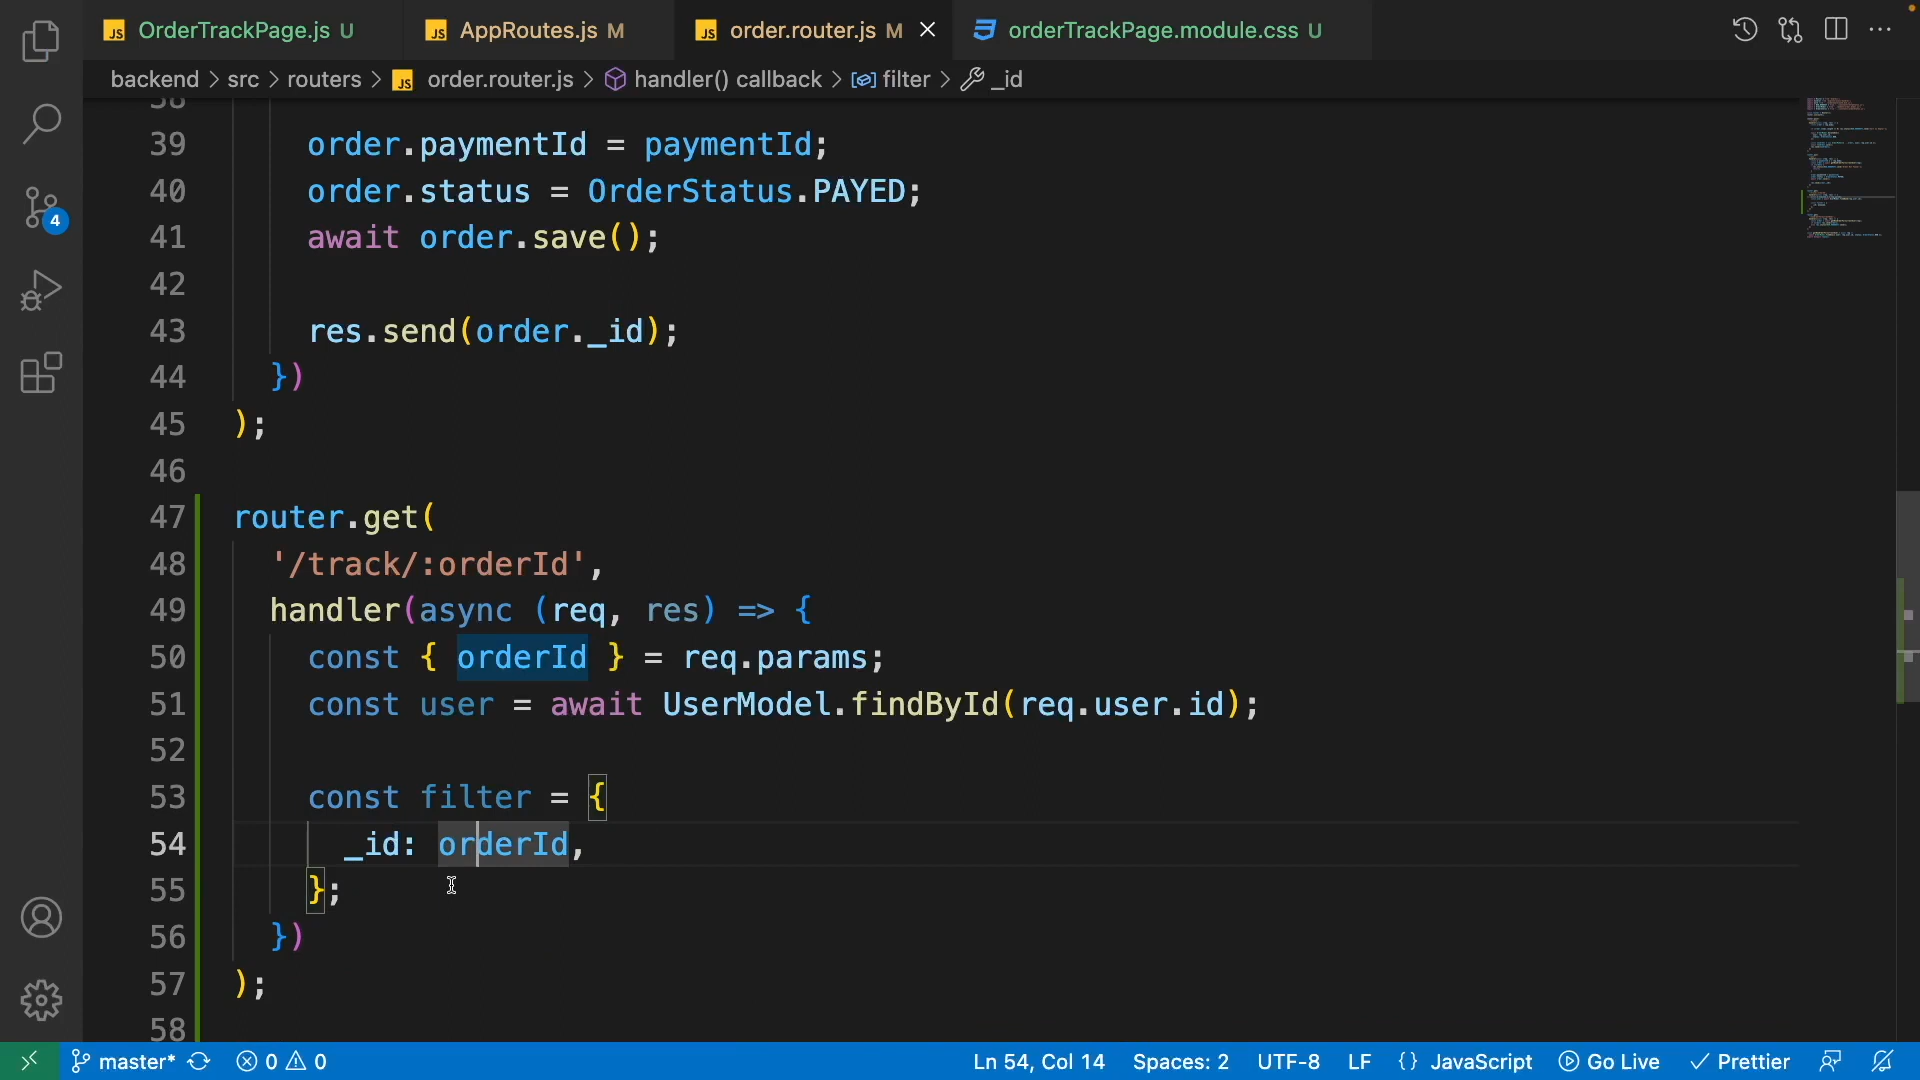 JS OrderTrackPage.js U
JS AppRoutes.js M
JS order.router.js M
orderTrackPage.module.css U
backend > src > routers > JS order.router.js > handler() callback > filter > _id
38
39 order.paymentId = paymentId;
40 order.status = OrderStatus.PAYED;
41 await order.save();
42
43 res.send(order._id);
44 })
45 );
46
47 router.get(
48 '/track/:orderId',
49 handler(async (req, res) => {
50 const { orderId } = req.params;
51 const user = await UserModel.findById(req.user.id);
52
53 const filter = {
54 _id: orderId,
55 };
56 })
57 );
58
4
master* 0 0 Ln 54, Col 14 Spaces: 2 UTF-8 LF {} JavaScript Go Live Prettier